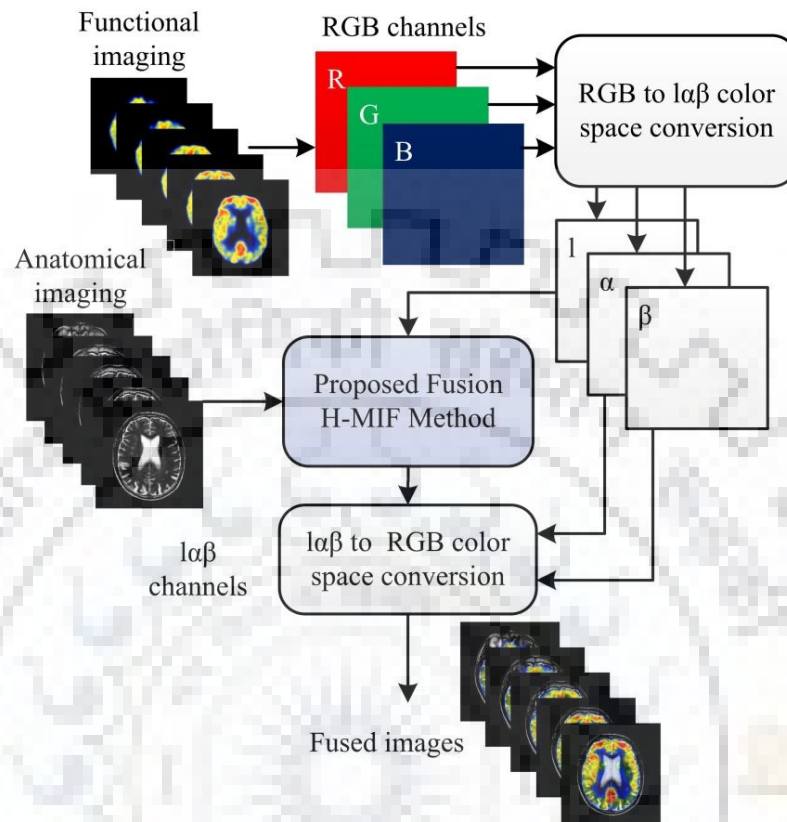 Functional
imaging
RGB channels
R
G
B
RGB to lαβ color
space conversion
l
α
β
Anatomical
imaging
Proposed Fusion
H-MIF Method
lαβ to RGB color
space conversion
lαβ
channels
Fused images